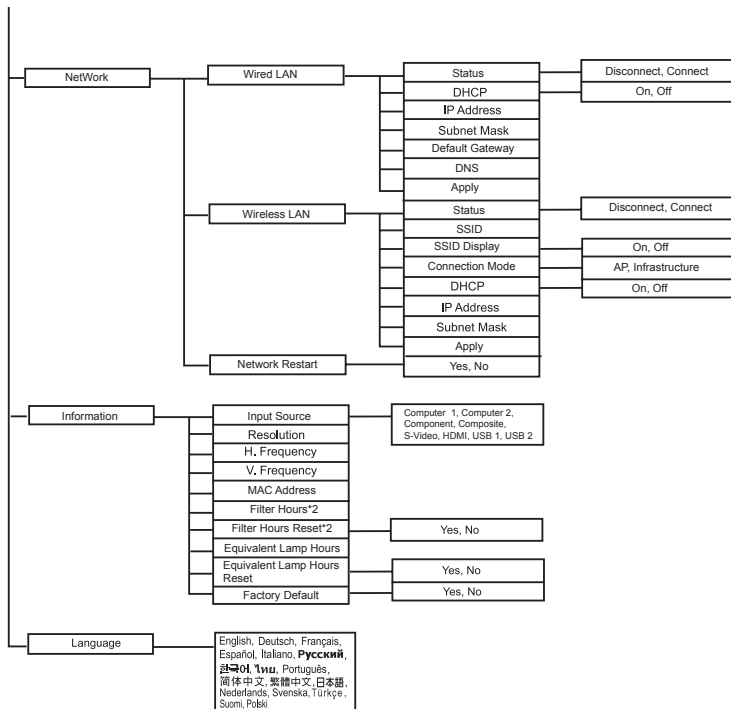 NetWork
Wired LAN
Status
Disconnect, Connect
DHCP
On, Off
IP Address
Subnet Mask
Default Gateway
DNS
Apply
Wireless LAN
Status
Disconnect, Connect
SSID
SSID Display
On, Off
Connection Mode
AP, Infrastructure
DHCP
On, Off
IP Address
Subnet Mask
Apply
Network Restart
Yes, No
Information
Input Source
Computer 1, Computer 2,
Component, Composite,
S-Video, HDMI, USB 1, USB 2
Resolution
H. Frequency
V. Frequency
MAC Address
Filter Hours*2
Filter Hours Reset*2
Yes, No
Equivalent Lamp Hours
Equivalent Lamp Hours
Reset
Yes, No
Factory Default
Yes, No
Language
English, Deutsch, Français,
Español, Italiano, Русский,
한국어, ไทย, Português,
简体中文, 繁體中文, 日本語,
Nederlands, Svenska, Türkçe,
Suomi, Polski